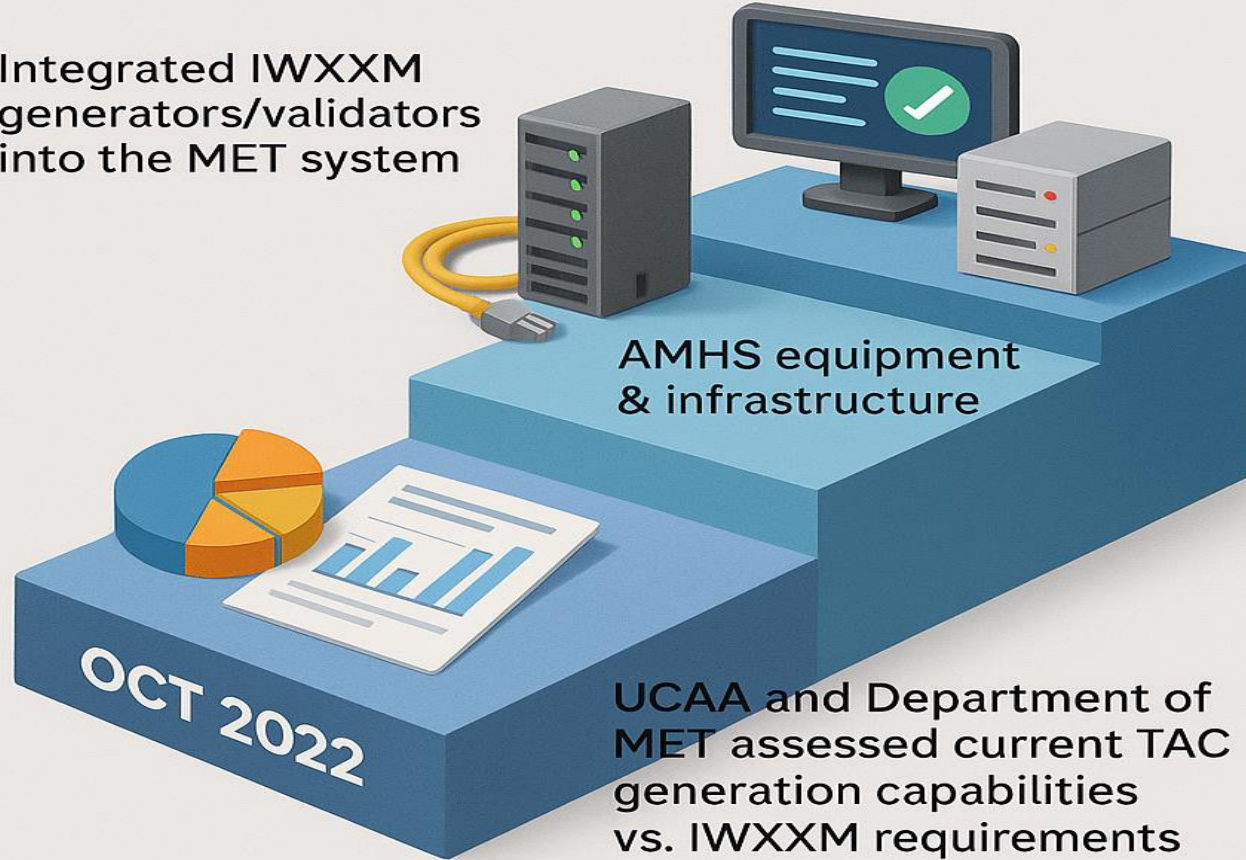 Integrated IWXXM
generators/validators
into the MET system
AMHS equipment
& infrastructure
OCT 2022
UCAA and Department of
MET assessed current TAC
generation capabilities
vs. IWXXM requirements